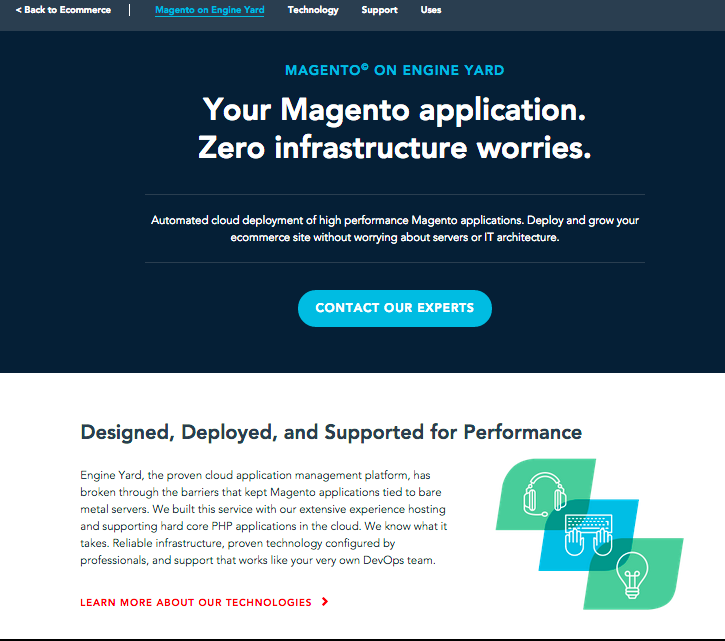 < Back to Ecommerce | Magento on Engine Yard Technology Support Uses
MAGENTO© ON ENGINE YARD
Your Magento application.
Zero infrastructure worries.
Automated cloud deployment of high performance Magento applications. Deploy and grow your
ecommerce site without worrying about servers or IT architecture.
CONTACT OUR EXPERTS
Designed, Deployed, and Supported for Performance
Engine Yard, the proven cloud application management platform, has
broken through the barriers that kept Magento applications tied to bare
metal servers. We built this service with our extensive experience hosting
and supporting hard core PHP applications in the cloud. We know what it
takes. Reliable infrastructure, proven technology configured by
professionals, and support that works like your very own DevOps team.
LEARN MORE ABOUT OUR TECHNOLOGIES >